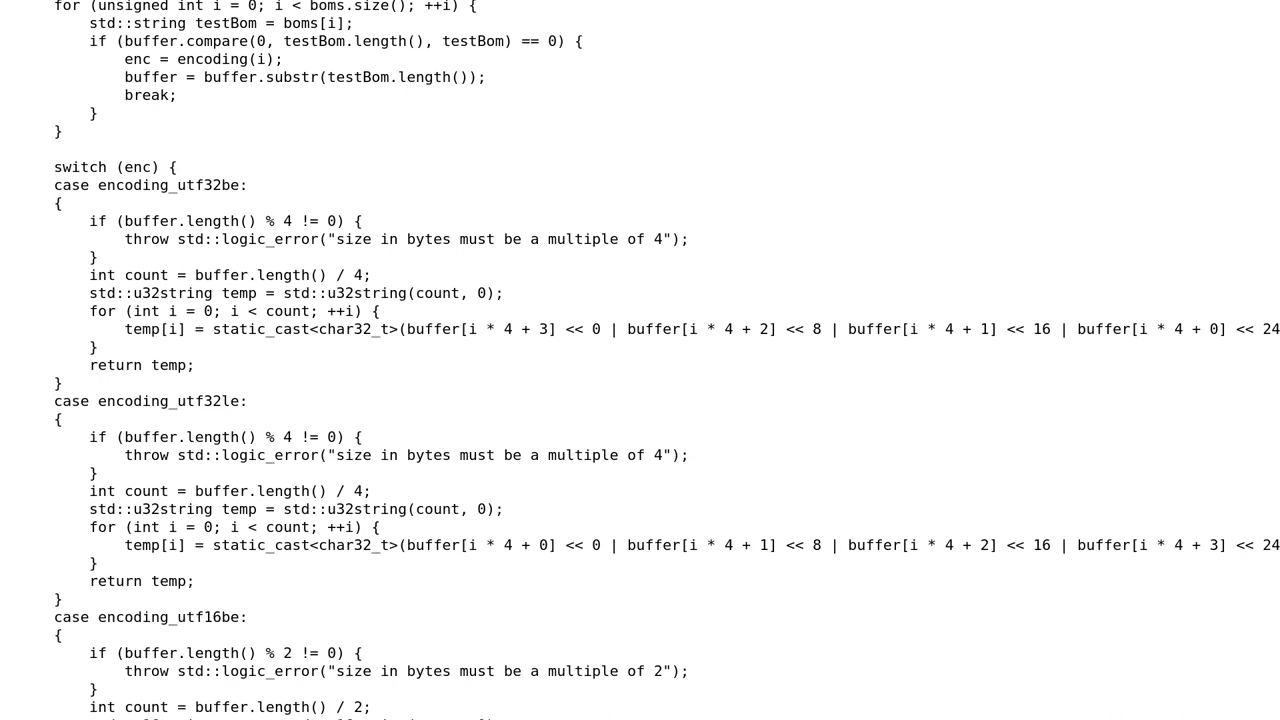 for (unsigned int i = 0; i < boms.size(); ++i) {
std::string testBom = boms[i];
if (buffer.compare(0, testBom.length(), testBom) == 0) {
enc = encoding(i);
buffer = buffer.substr(testBom.length());
break;
}
}
switch (enc) {
case encoding_utf32be:
{
if (buffer.length() % 4 != 0) {
throw std::logic_error("size in bytes must be a multiple of 4");
}
int count = buffer.length() / 4;
std::u32string temp = std::u32string(count, 0);
for (int i = 0; i < count; ++i) {
temp[i] = static_cast<char32_t>(buffer[i * 4 + 3] << 0 | buffer[i * 4 + 2] << 8 | buffer[i * 4 + 1] << 16 | buffer[i * 4 + 0] << 24
}
return temp;
}
case encoding_utf32le:
{
if (buffer.length() % 4 != 0) {
throw std::logic_error("size in bytes must be a multiple of 4");
}
int count = buffer.length() / 4;
std::u32string temp = std::u32string(count, 0);
for (int i = 0; i < count; ++i) {
temp[i] = static_cast<char32_t>(buffer[i * 4 + 0] << 0 | buffer[i * 4 + 1] << 8 | buffer[i * 4 + 2] << 16 | buffer[i * 4 + 3] << 24
}
return temp;
}
case encoding_utf16be:
{
if (buffer.length() % 2 != 0) {
throw std::logic_error("size in bytes must be a multiple of 2");
}
int count = buffer.length() / 2;